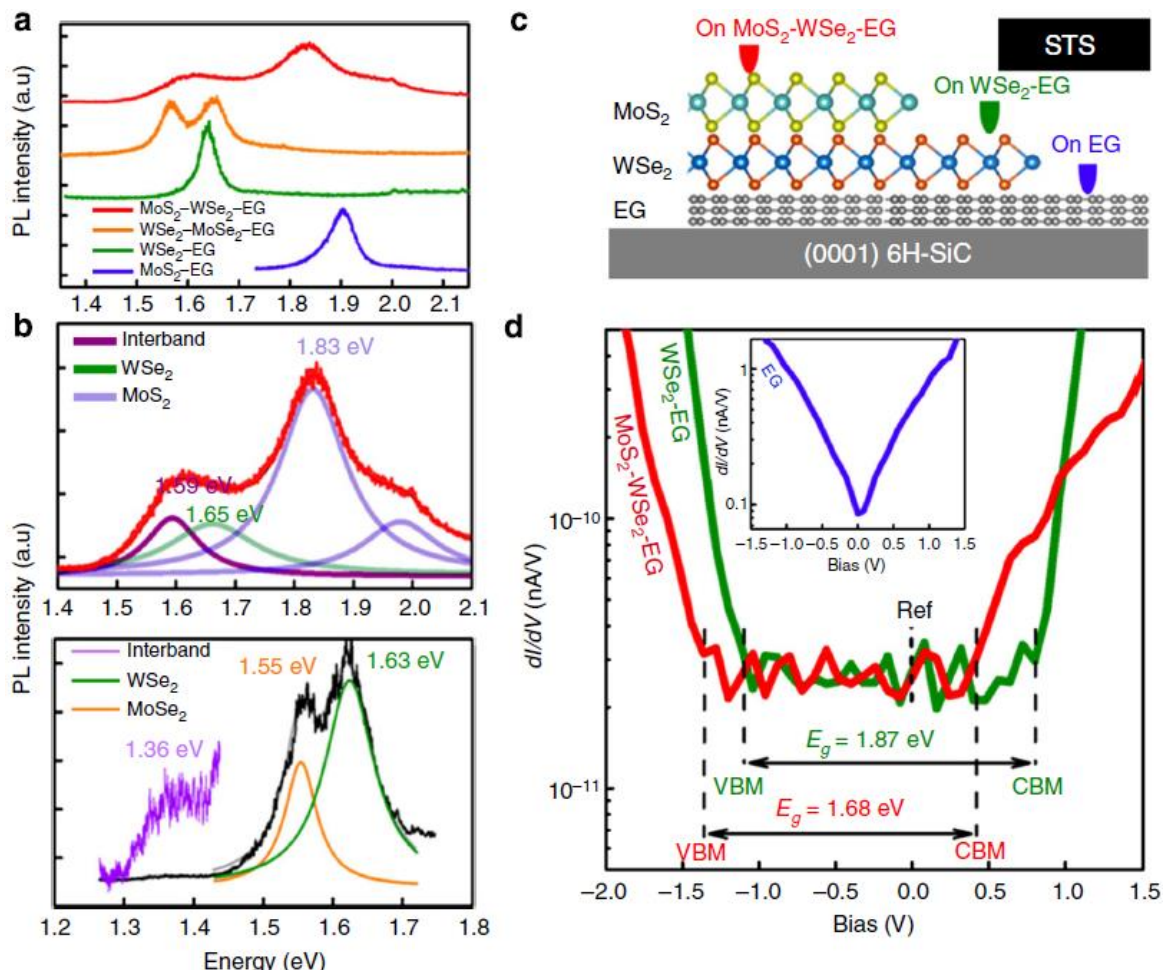 a
PL intensity (a.u)
MoS2–WSe2–EG
WSe2–MoSe2–EG
WSe2–EG
MoS2–EG
1.4 1.5 1.6 1.7 1.8 1.9 2.0 2.1
b
PL intensity (a.u)
Interband
WSe2
MoS2
1.83 eV
1.59 eV
1.65 eV
1.4 1.5 1.6 1.7 1.8 1.9 2.0 2.1
Interband
WSe2
MoSe2
1.55 eV
1.63 eV
1.36 eV
1.2 1.3 1.4 1.5 1.6 1.7 1.8
Energy (eV)
c
On MoS2-WSe2-EG
STS
On WSe2-EG
On EG
MoS2
WSe2
EG
(0001) 6H-SiC
d
dI/dV (nA/V)
10−10
10−11
MoS2-WSe2-EG
WSe2-EG
EG
dI/dV (nA/V)
1
0.1
−1.5 −1.0 −0.5 0.0 0.5 1.0 1.5
Bias (V)
Ref
Eg = 1.87 eV
VBM
CBM
Eg = 1.68 eV
VBM
CBM
−2.0 −1.5 −1.0 −0.5 0.0 0.5 1.0 1.5
Bias (V)